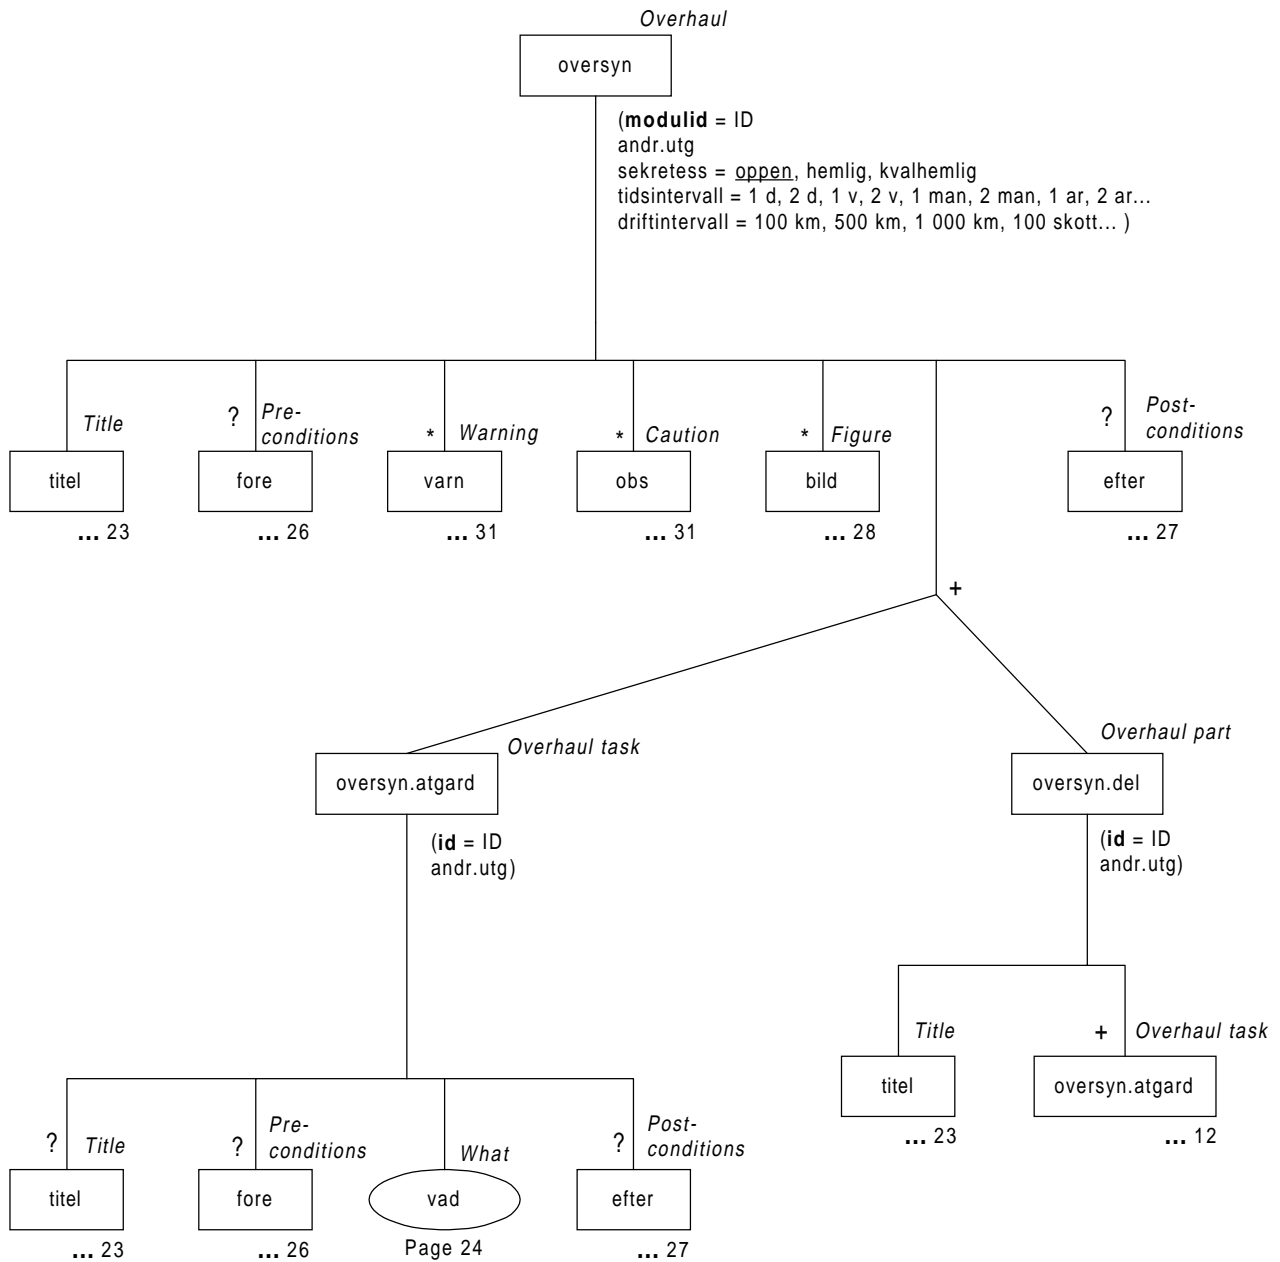 Overhaul
oversyn
(modulid = ID
andr.utg
sekretess = oppen, hemlig, kvalhemlig
tidsintervall = 1 d, 2 d, 1 v, 2 v, 1 man, 2 man, 1 ar, 2 ar...
driftintervall = 100 km, 500 km, 1 000 km, 100 skott... )
Title
titel
... 23
? Pre-
conditions
fore
... 26
* Warning
varn
... 31
* Caution
obs
... 31
* Figure
bild
... 28
? Post-
conditions
efter
... 27
+
Overhaul task
oversyn.atgard
(id = ID
andr.utg)
Overhaul part
oversyn.del
(id = ID
andr.utg)
Title
titel
... 23
+ Overhaul task
oversyn.atgard
... 12
? Title
titel
... 23
? Pre-
conditions
fore
... 26
What
vad
Page 24
? Post-
conditions
efter
... 27